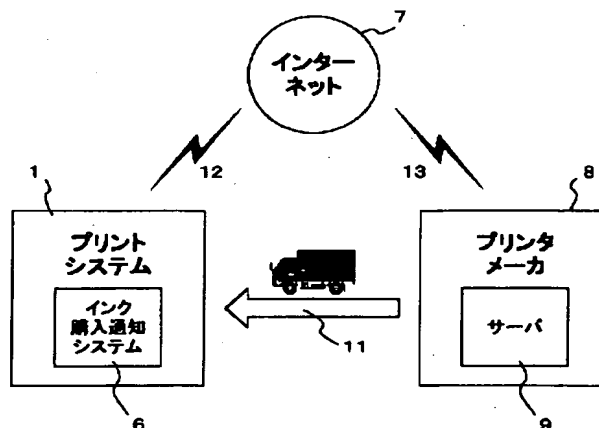 7
インター
ネット
12
13
1
8
プリント
システム
インク
購入通知
システム
6
11
プリンタ
メーカ
サーバ
9